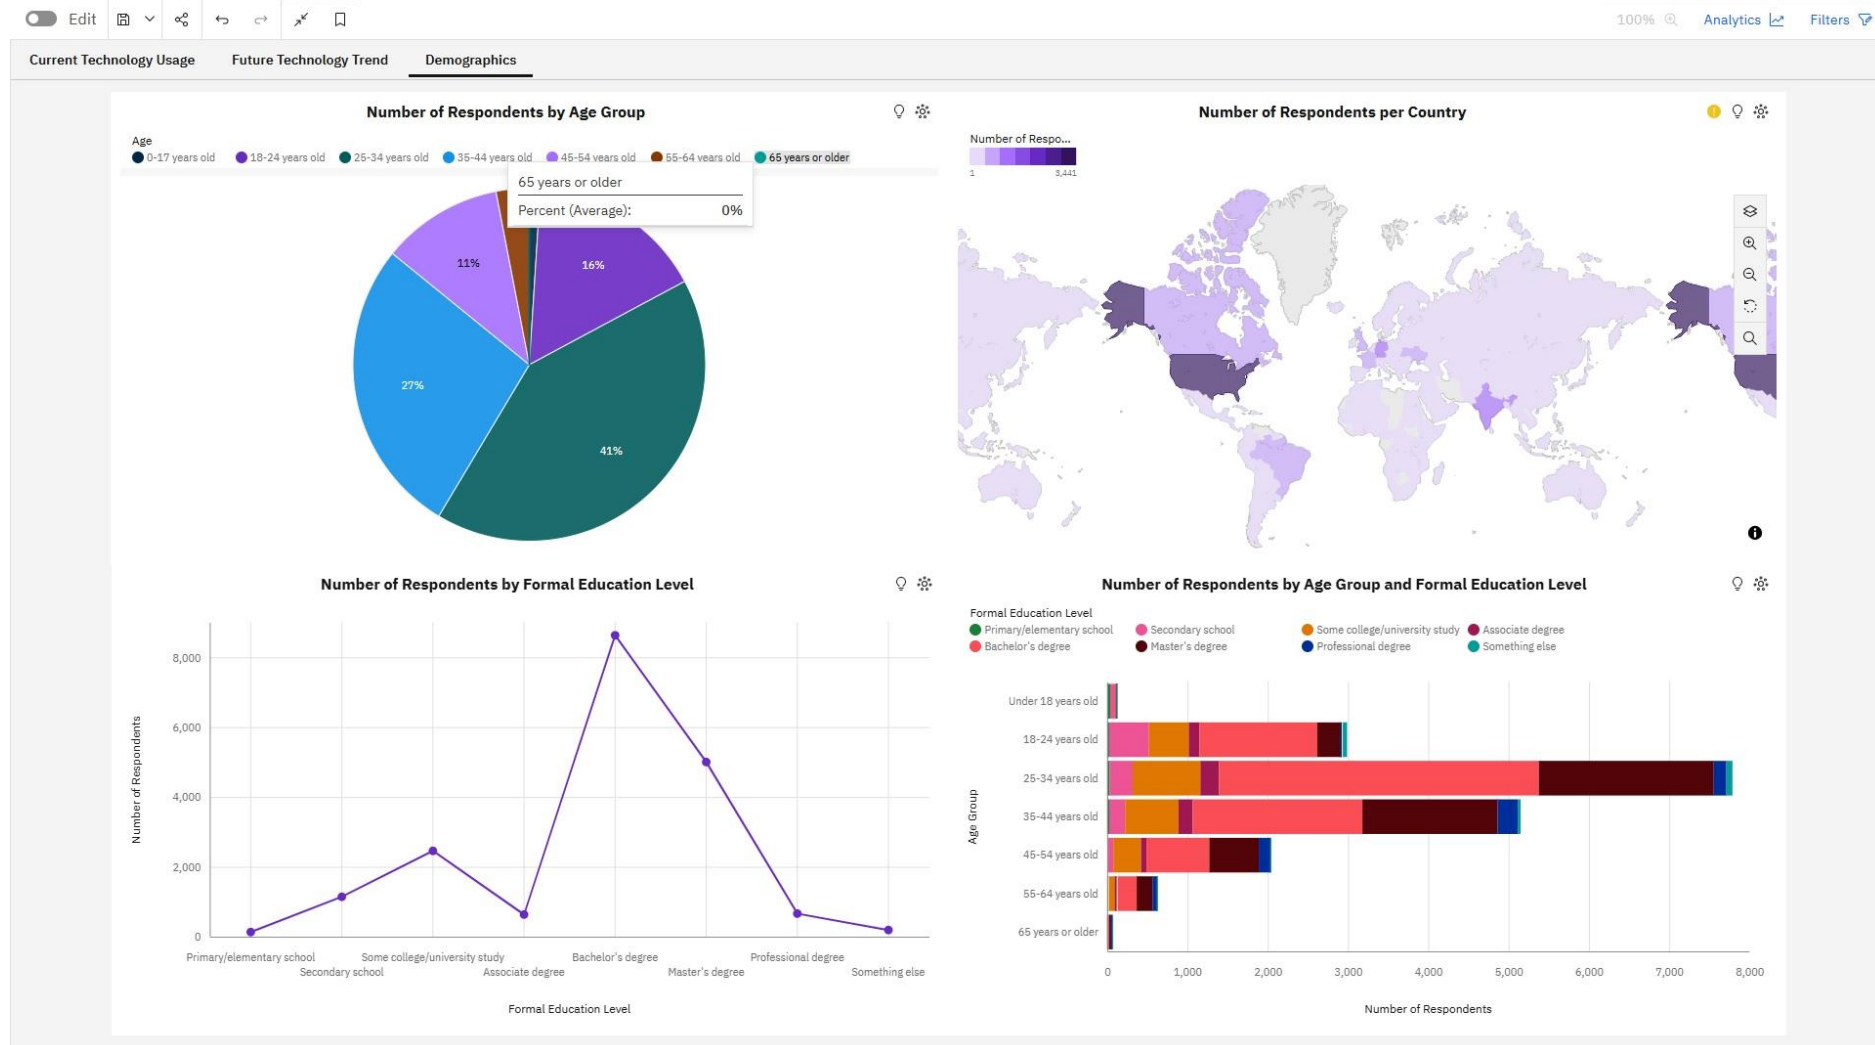 Edit
100%
Analytics
Filters
Current Technology Usage
Future Technology Trend
Demographics
Number of Respondents by Age Group
Age
0-17 years old
18-24 years old
25-34 years old
35-44 years old
45-54 years old
55-64 years old
65 years or older
65 years or older
Percent (Average): 0%
11%
16%
27%
41%
Number of Respondents per Country
Number of Respo...
1
3,441
Number of Respondents by Formal Education Level
Number of Respondents
8,000
6,000
4,000
2,000
0
Primary/elementary school
Secondary school
Some college/university study
Associate degree
Bachelor's degree
Master's degree
Professional degree
Something else
Formal Education Level
Number of Respondents by Age Group and Formal Education Level
Formal Education Level
Primary/elementary school
Secondary school
Some college/university study
Associate degree
Bachelor's degree
Master's degree
Professional degree
Something else
Age Group
Under 18 years old
18-24 years old
25-34 years old
35-44 years old
45-54 years old
55-64 years old
65 years or older
0
1,000
2,000
3,000
4,000
5,000
6,000
7,000
8,000
Number of Respondents